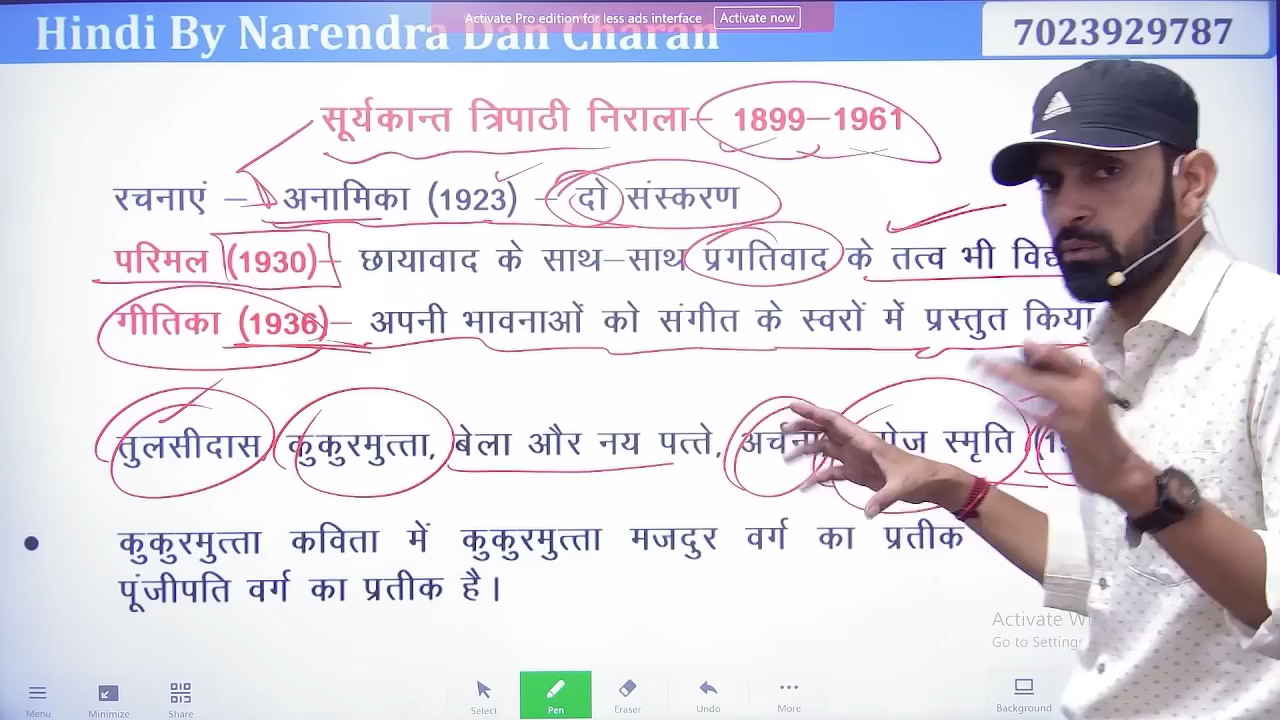 Activate Pro edition for less ads interface Activate now
Hindi By Narendra Dan Charan
7023929787
सूर्यकान्त त्रिपाठी निराला– 1899–1961
रचनाएं – अनामिका (1923) – दो संस्करण
परिमल (1930)– छायावाद के साथ–साथ प्रगतिवाद के तत्व भी
गीतिका (1936)– अपनी भावनाओं को संगीत के स्वरों में प्रस्तुत किया
तुलसीदास, कुकुरमुत्ता, बेला और नय पत्ते, स्मृति
• कुकुरमुत्ता कविता में कुकुरमुत्ता मजदुर वर्ग का प्रतीक
पूंजीपति वर्ग का प्रतीक है।
Activate
Go to Settings
Menu Minimize Share Select Pen Eraser Undo More Background